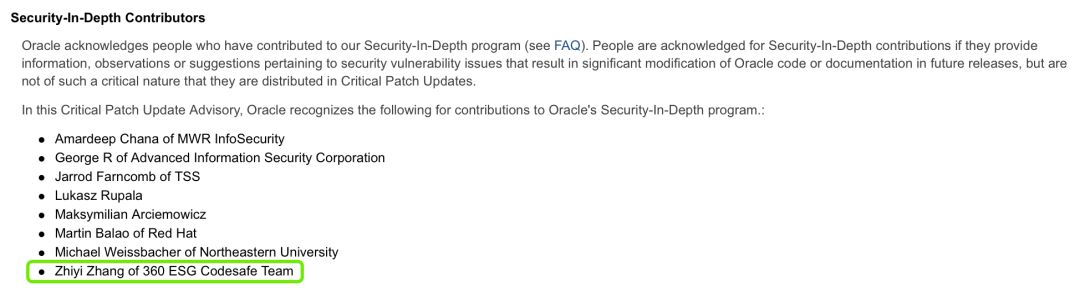 Security-In-Depth Contributors
Oracle acknowledges people who have contributed to our Security-In-Depth program (see FAQ). People are acknowledged for Security-In-Depth contributions if they provide
information, observations or suggestions pertaining to security vulnerability issues that result in significant modification of Oracle code or documentation in future releases, but are
not of such a critical nature that they are distributed in Critical Patch Updates.
In this Critical Patch Update Advisory, Oracle recognizes the following for contributions to Oracle's Security-In-Depth program.:
● Amardeep Chana of MWR InfoSecurity
● George R of Advanced Information Security Corporation
● Jarrod Farncomb of TSS
● Lukasz Rupala
● Maksymilian Arciemowicz
● Martin Balao of Red Hat
● Michael Weissbacher of Northeastern University
● Zhiyi Zhang of 360 ESG Codesafe Team